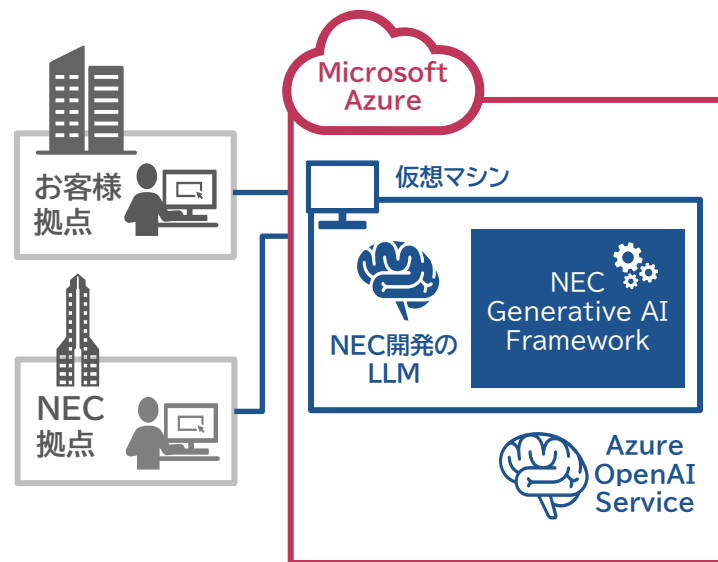 Microsoft
Azure
お客様
拠点
仮想マシン
NEC開発の
LLM
NEC
Generative AI
Framework
NEC
拠点
Azure
OpenAI
Service